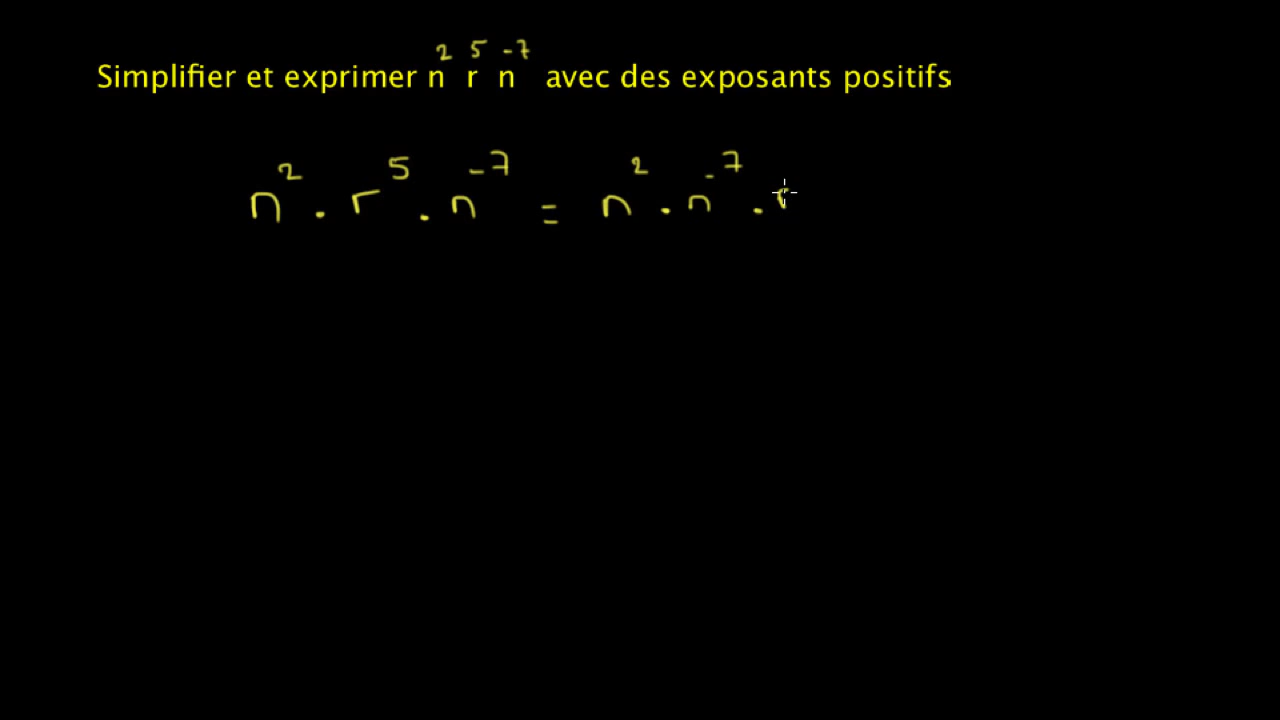 Simplifier et exprimer n² r⁵ n⁻⁷ avec des exposants positifs
n² . r⁵ . n⁻⁷ = n² . n⁻⁷ .